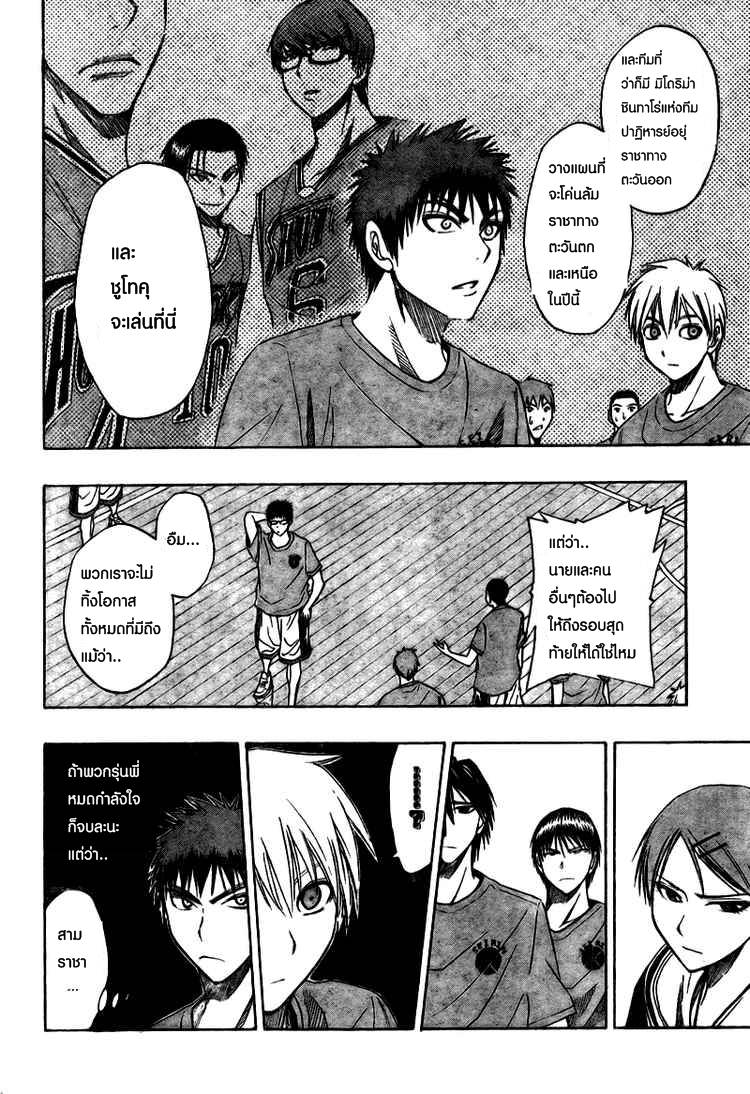 และทีมที่
ว่าก็มี มิโดริม่า
ชินทาโร่แห่งทีม
ปาฏิหารย์อยู่
ราชาทาง
ตะวันออก
วางแผนที่
จะโค่นล้ม
ราชาทาง
ตะวันตก
และเหนือ
ในปีนี้
และ
ชูโทคุ
จะเล่นที่นี่
แต่ว่า..
นายและคน
อื่นๆต้องไป
ให้ถึงรอบสุด
ท้ายให้ได้ใช่ไหม
อืม...
พวกเราจะไม่
ทิ้งโอกาส
ทั้งหมดที่มีถึง
แม้ว่า..
ถ้าพวกรุ่นพี่
หมดกำลังใจ
ก็จบละนะ
แต่ว่า..
สาม
ราชา
...